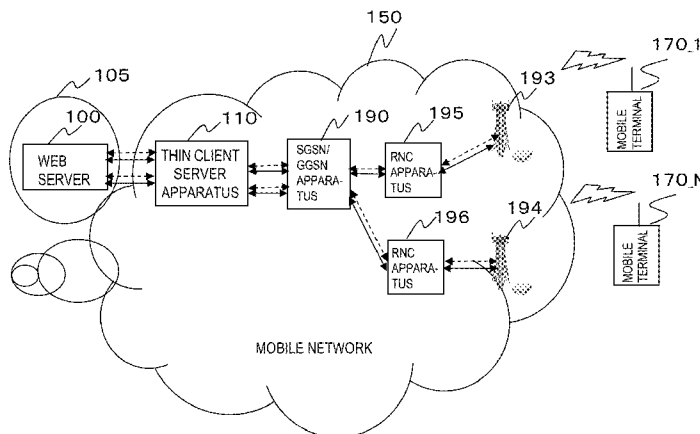 150
105
100
110
190
195
193
170_1
WEB
SERVER
THIN CLIENT
SERVER
APPARATUS
SGSN/
GGSN
APPARA-
TUS
RNC
APPARA-
TUS
MOBILE
TERMINAL
196
194
170_N
RNC
APPARA-
TUS
MOBILE
TERMINAL
MOBILE NETWORK